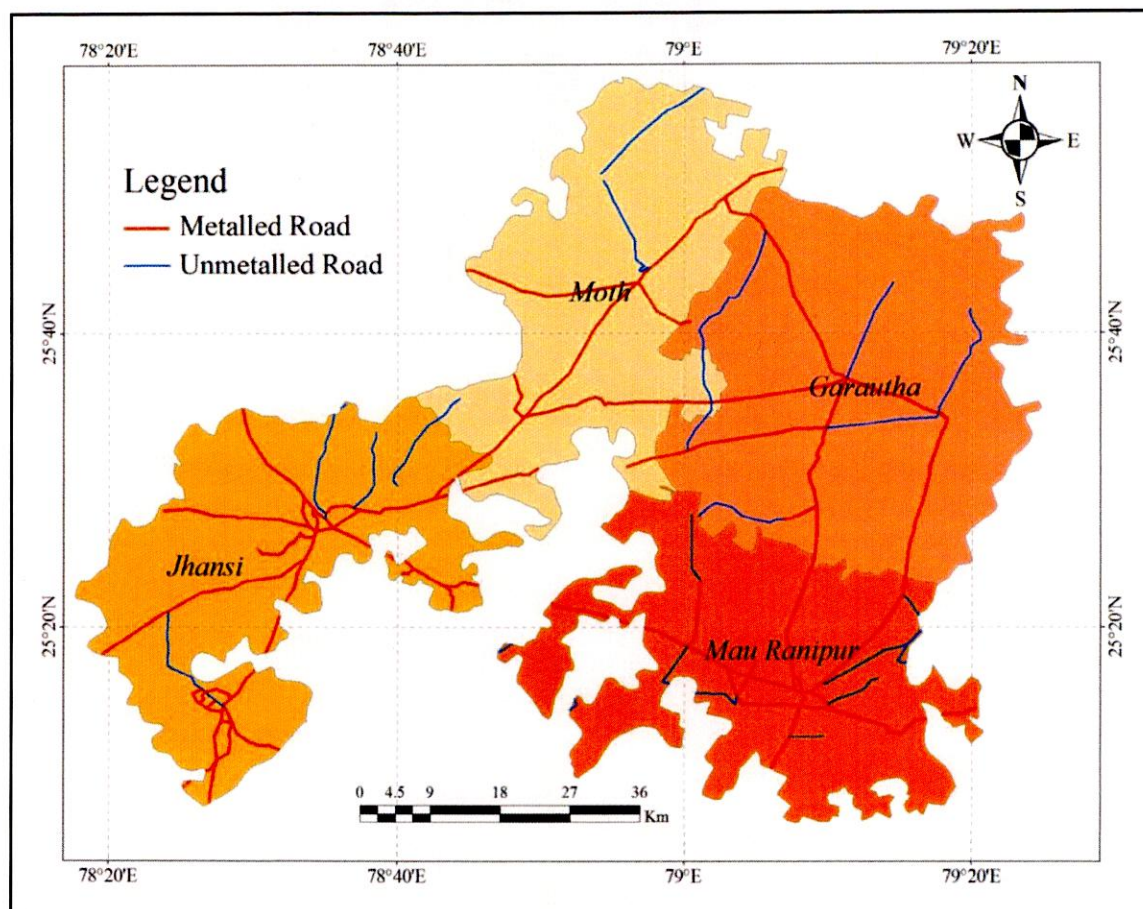 78°20'E 78°40'E 79°E 79°20'E
N
W E
S
Legend
Metalled Road
Unmetalled Road
Moth
25°40'N 25°40'N
Garautha
Jhansi
25°20'N 25°20'N
Mau Ranipur
0 4.5 9 18 27 36
Km
78°20'E 78°40'E 79°E 79°20'E